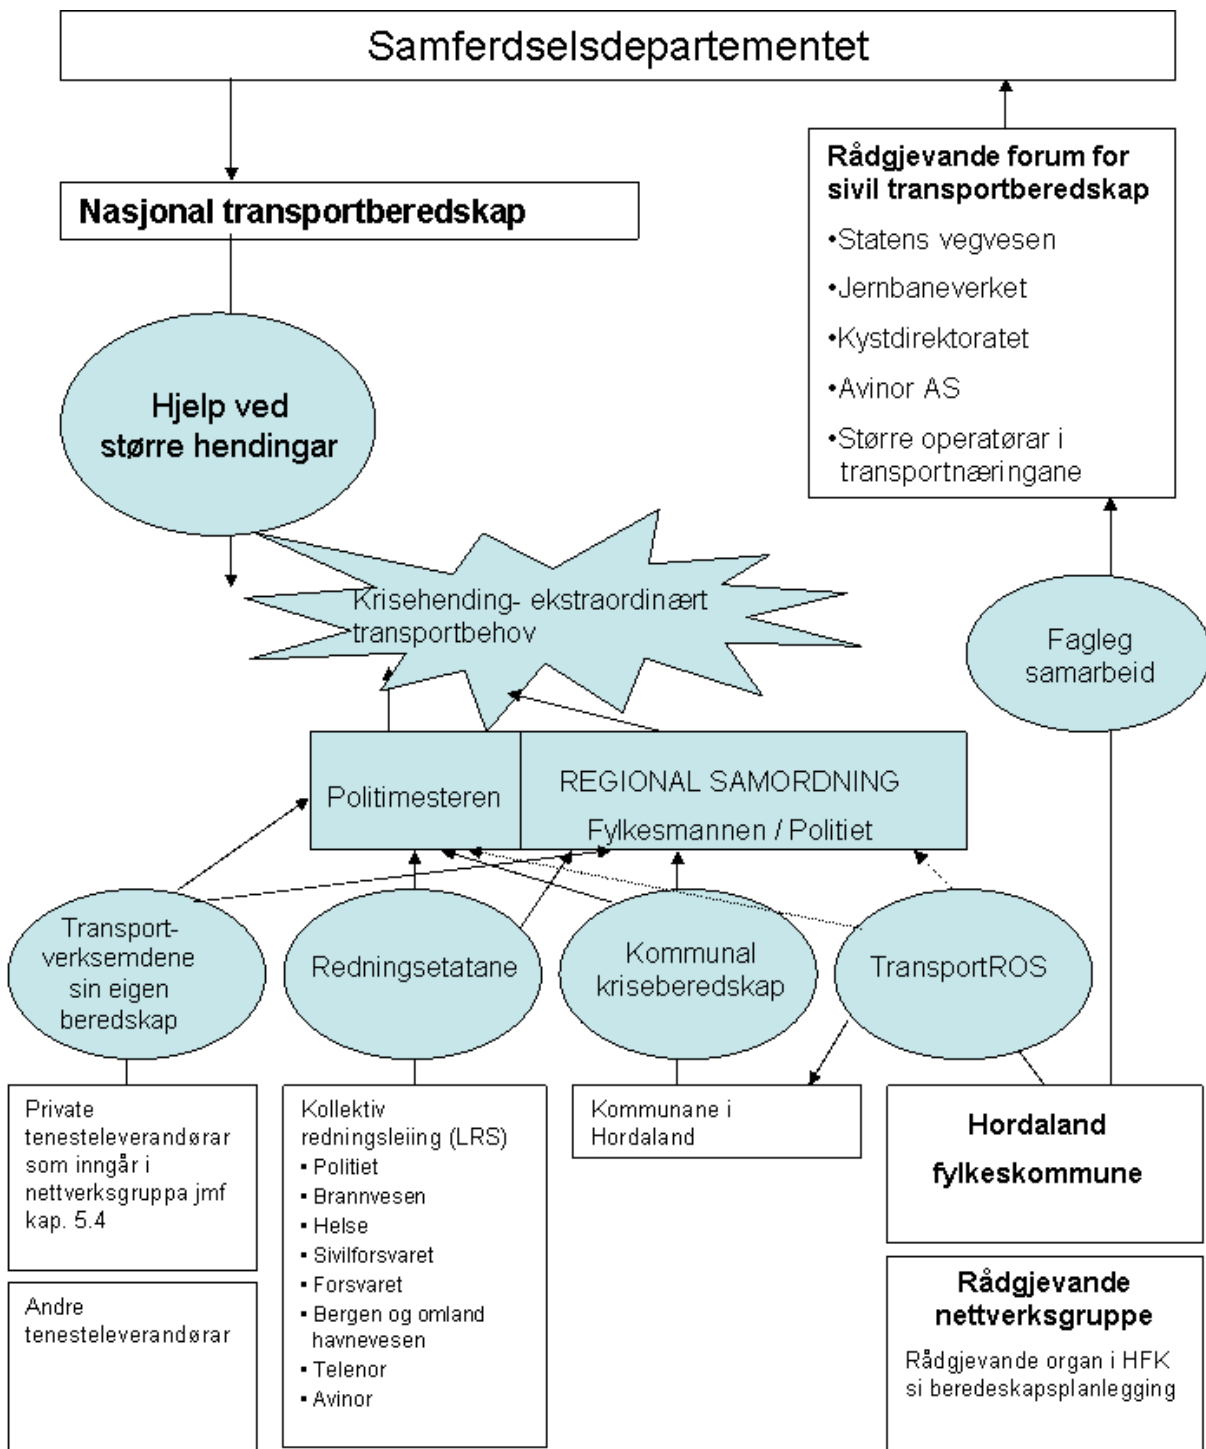 Samferdselsdepartementet
Nasjonal transportberedskap
Rådgjevande forum for
sivil transportberedskap
•Statens vegvesen
•Jernbaneverket
•Kystdirektoratet
•Avinor AS
•Større operatørar i
transportnæringane
Hjelp ved
større hendingar
Krisehending- ekstraordinært
transportbehov
Fagleg
samarbeid
Politimesteren
REGIONAL SAMORDNING
Fylkesmannen / Politiet
Transport-
verksemdene
sin eigen
beredskap
Redningsetatane
Kommunal
kriseberedskap
TransportROS
Private
tenesteleverandørar
som inngår i
nettverksgruppa jmf
kap. 5.4
Andre
tenesteleverandørar
Kollektiv
redningsleiing (LRS)
▪ Politiet
▪ Brannvesen
▪ Helse
▪ Sivilforsvaret
▪ Forsvaret
▪ Bergen og omland
havnevesen
▪ Telenor
▪ Avinor
Kommunane i
Hordaland
Hordaland
fylkeskommune
Rådgjevande
nettverksgruppe
Rådgjevande organ i HFK
si beredeskapsplanlegging